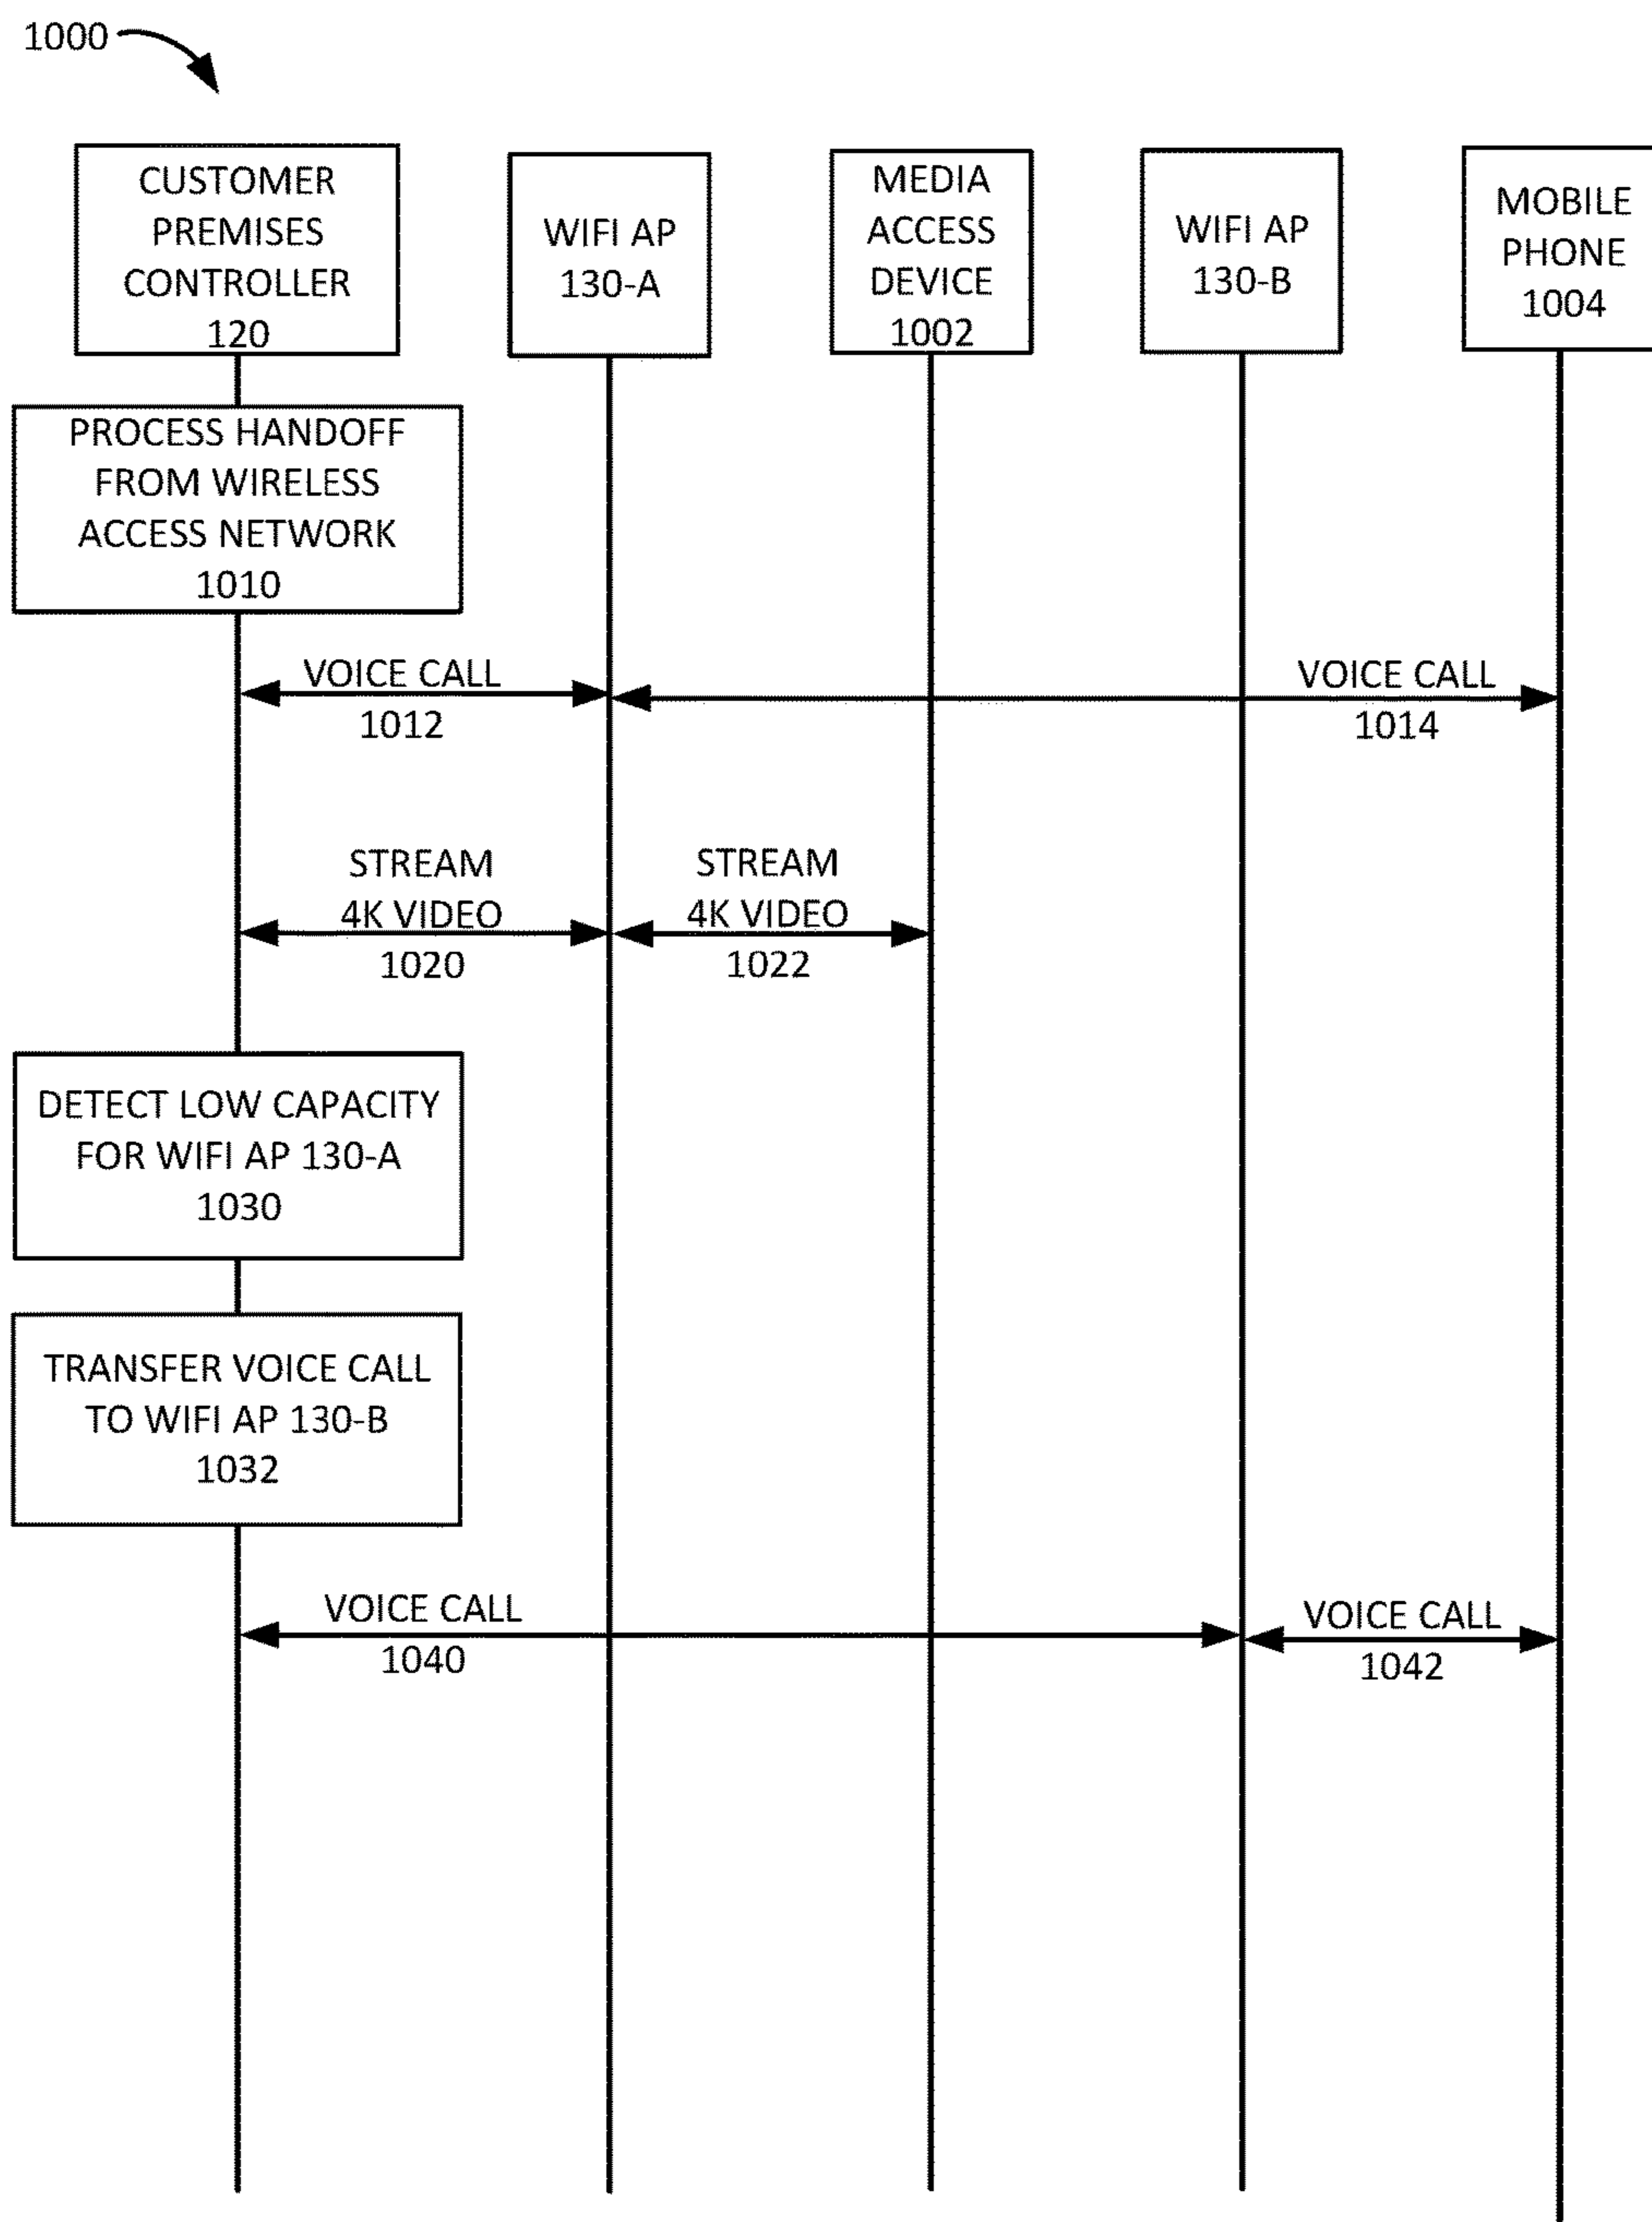 1000
CUSTOMER
PREMISES
CONTROLLER
120
WIFI AP
130-A
MEDIA
ACCESS
DEVICE
1002
WIFI AP
130-B
MOBILE
PHONE
1004
PROCESS HANDOFF
FROM WIRELESS
ACCESS NETWORK
1010
VOICE CALL
1012
VOICE CALL
1014
STREAM
4K VIDEO
1020
STREAM
4K VIDEO
1022
DETECT LOW CAPACITY
FOR WIFI AP 130-A
1030
TRANSFER VOICE CALL
TO WIFI AP 130-B
1032
VOICE CALL
1040
VOICE CALL
1042